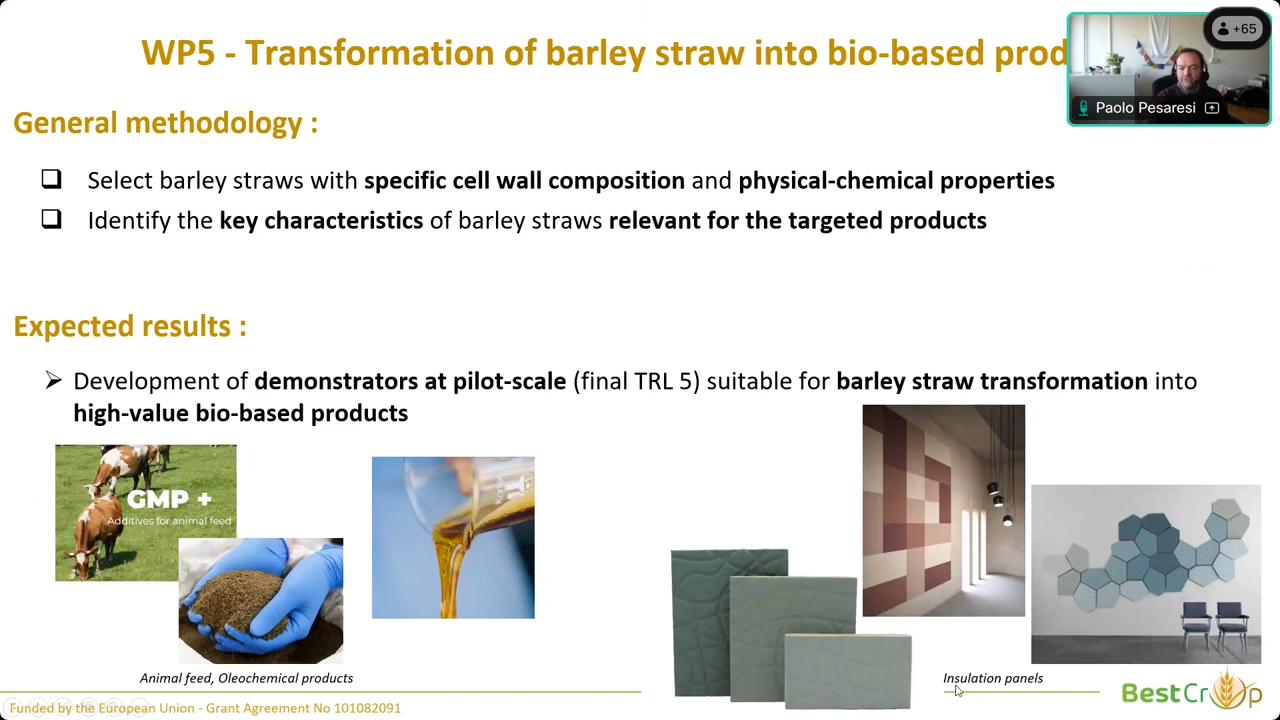 WP5 - Transformation of barley straw into bio-based prod
+65
Paolo Pesaresi
General methodology :
Select barley straws with specific cell wall composition and physical-chemical properties
Identify the key characteristics of barley straws relevant for the targeted products
Expected results :
Development of demonstrators at pilot-scale (final TRL 5) suitable for barley straw transformation into
high-value bio-based products
GMP +
Additives for animal feed
Animal feed, Oleochemical products
Insulation panels
Funded by the European Union - Grant Agreement No 101082091
BestCrop